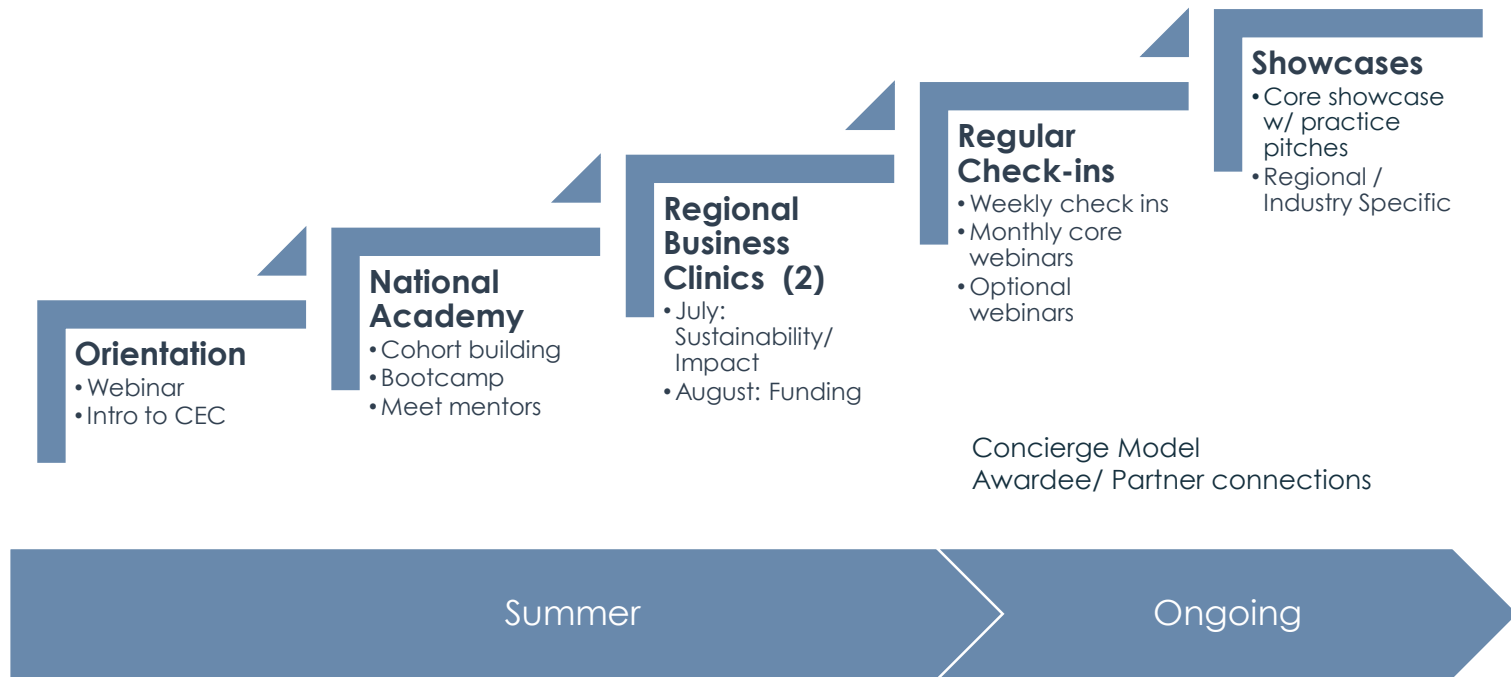 Orientation
•Webinar
•Intro to CEC
National
Academy
•Cohort building
•Bootcamp
•Meet mentors
Regional
Business
Clinics (2)
•July:
Sustainability/
Impact
•August: Funding
Regular
Check-ins
•Weekly check ins
•Monthly core
webinars
•Optional
webinars
Showcases
•Core showcase
w/ practice
pitches
•Regional /
Industry Specific
Concierge Model
Awardee/ Partner connections
Summer
Ongoing